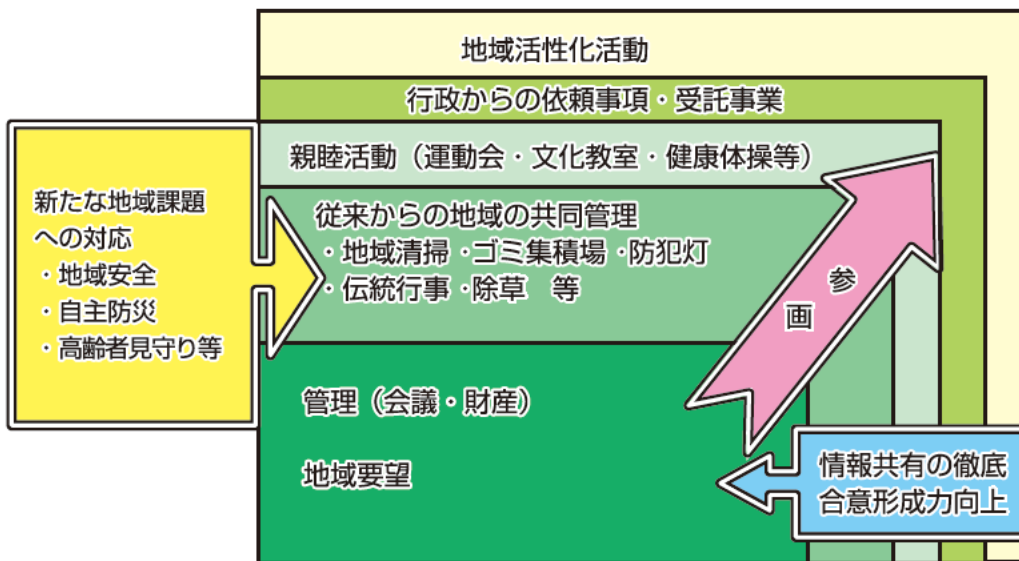 地域活性化活動
行政からの依頼事項・受託事業
親睦活動（運動会・文化教室・健康体操等）
新たな地域課題
への対応
・地域安全
・自主防災
・高齢者見守り等
従来からの地域の共同管理
・地域清掃・ゴミ集積場・防犯灯
・伝統行事・除草　等
参画
管理（会議・財産）
地域要望
情報共有の徹底
合意形成力向上